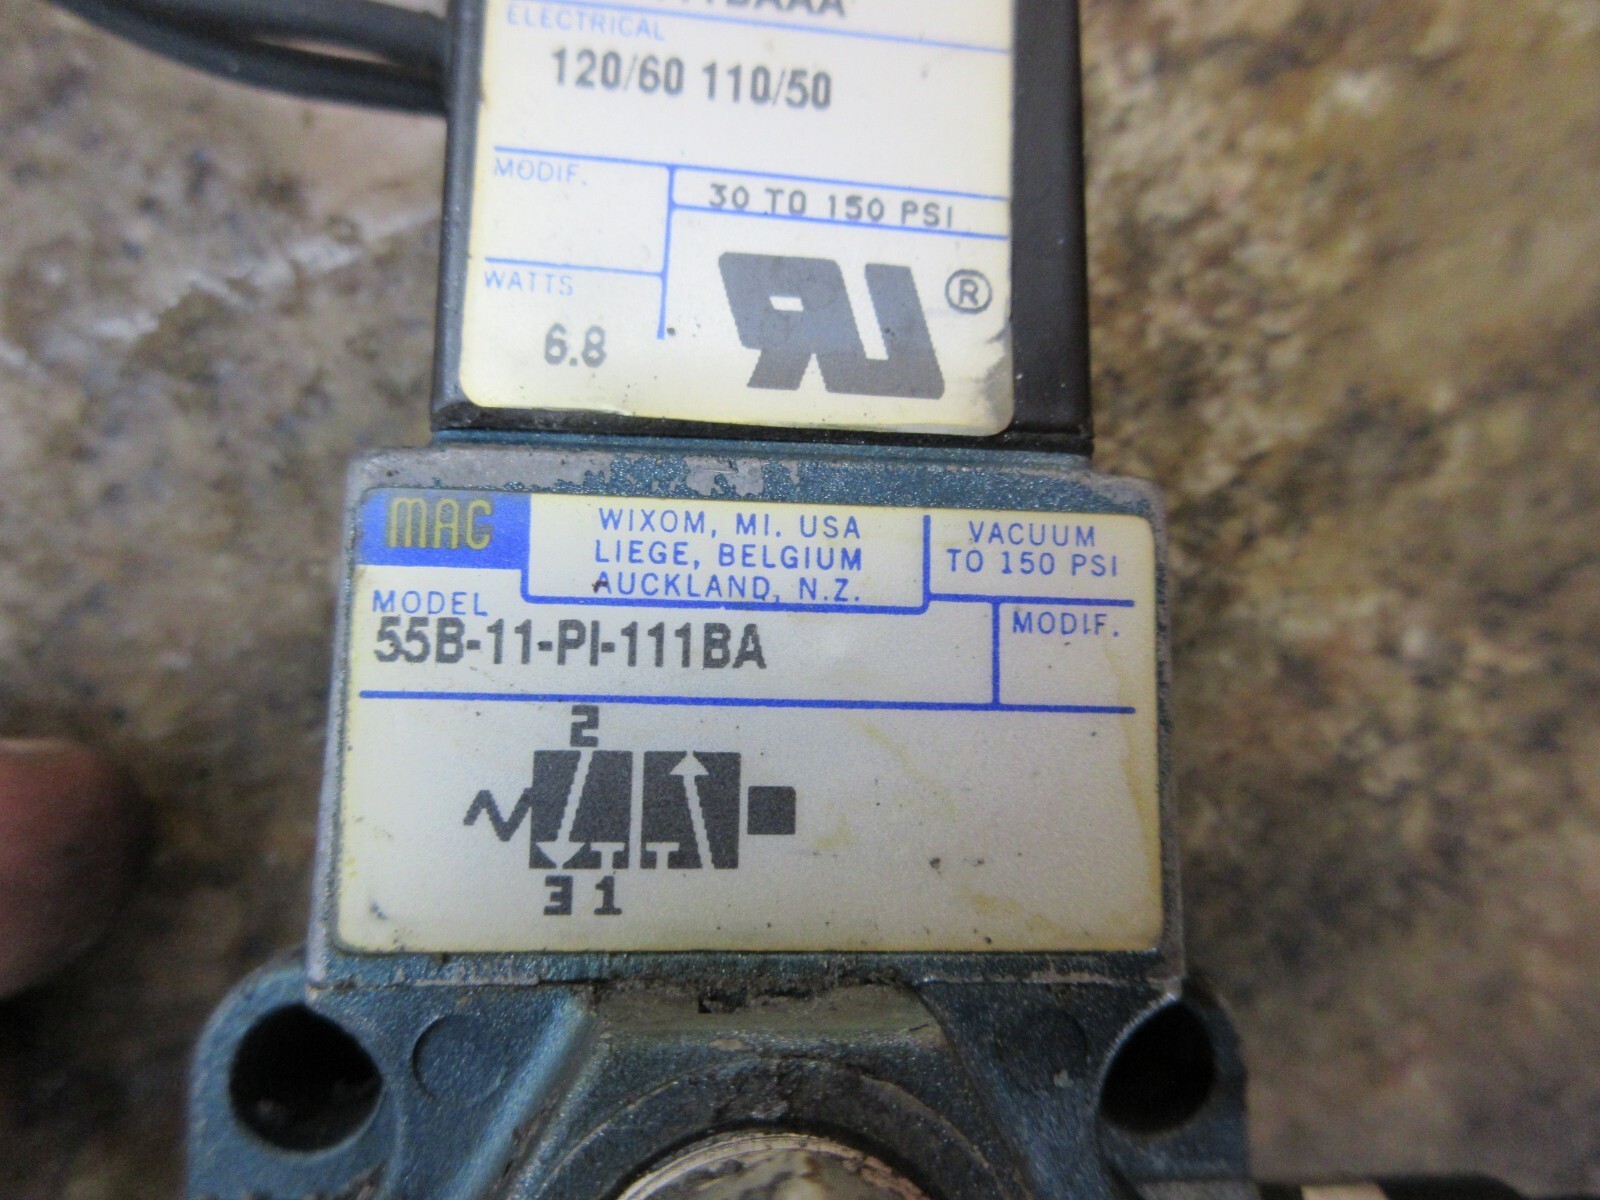 ELECTRICAL
120/60 110/50
MODIF.
30 TO 150 PSI
WATTS
6.8
RU ®
MAC
WIXOM, MI. USA
LIEGE, BELGIUM
AUCKLAND, N.Z.
VACUUM
TO 150 PSI
MODEL
55B-11-PI-111BA
MODIF.
2
3 1